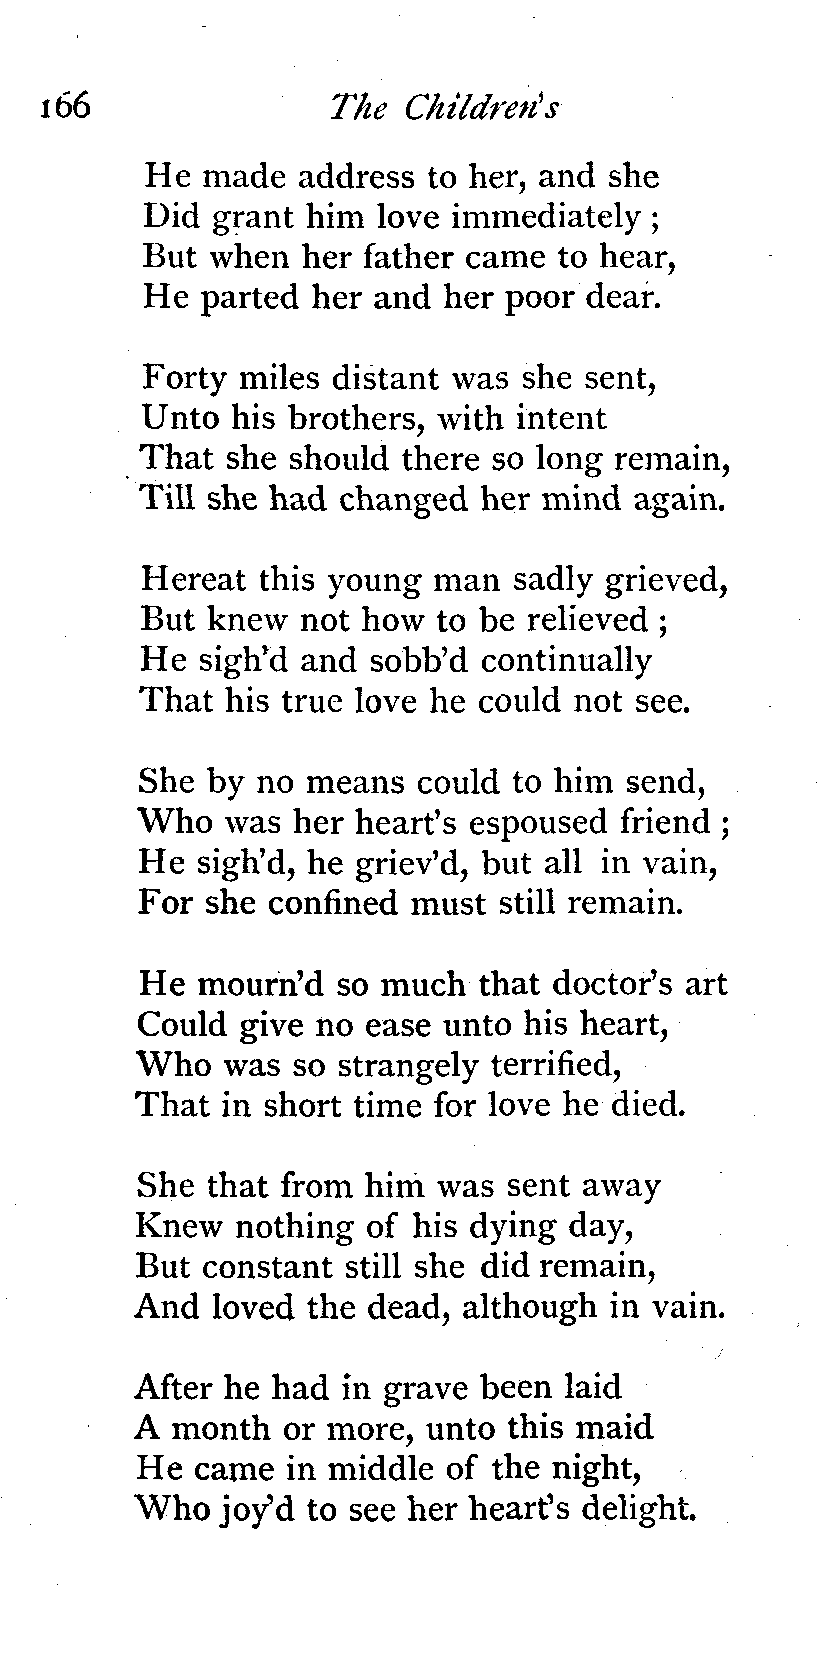 166 The Children's
He made address to her, and she
Did grant him love immediately ;
But when her father came to hear,
He parted her and her poor dear.
Forty miles distant was she sent,
Unto his brothers, with intent
That she should there so long remain,
Till she had changed her mind again.
Hereat this young man sadly grieved,
But knew not how to be relieved ;
He sigh'd and sobb'd continually
That his true love he could not see.
She by no means could to him send,
Who was her heart's espoused friend ;
He sigh'd, he griev'd, but all in vain,
For she confined must still remain.
He mourn'd so much that doctor's art
Could give no ease unto his heart,
Who was so strangely terrified,
That in short time for love he died.
She that from him was sent away
Knew nothing of his dying day,
But constant still she did remain,
And loved the dead, although in vain.
After he had in grave been laid
A month or more, unto this maid
He came in middle of the night,
Who joy'd to see her heart's delight.